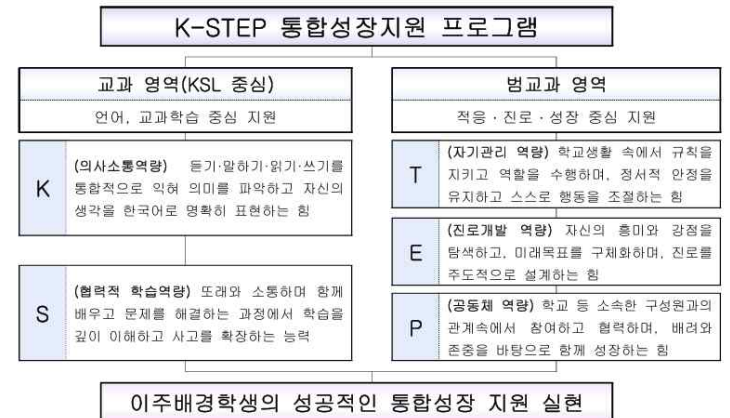 K-STEP 통합성장지원 프로그램
교과 영역(KSL 중심)
언어, 교과학습 중심 지원
K
(의사소통역량) 듣기·말하기·읽기·쓰기를
통합적으로 익혀 의미를 파악하고 자신의
생각을 한국어로 명확히 표현하는 힘
S
(협력적 학습역량) 또래와 소통하며 함께
배우고 문제를 해결하는 과정에서 학습을
깊이 이해하고 사고를 확장하는 능력
범교과 영역
적응·진로·성장 중심 지원
T
(자기관리 역량) 학교생활 속에서 규칙을
지키고 역할을 수행하며, 정서적 안정을
유지하고 스스로 행동을 조절하는 힘
E
(진로개발 역량) 자신의 흥미와 강점을
탐색하고, 미래목표를 구체화하며, 진로를
주도적으로 설계하는 힘
P
(공동체 역량) 학교 등 소속한 구성원과의
관계속에서 참여하고 협력하며, 배려와
존중을 바탕으로 함께 성장하는 힘
이주배경학생의 성공적인 통합성장 지원 실현